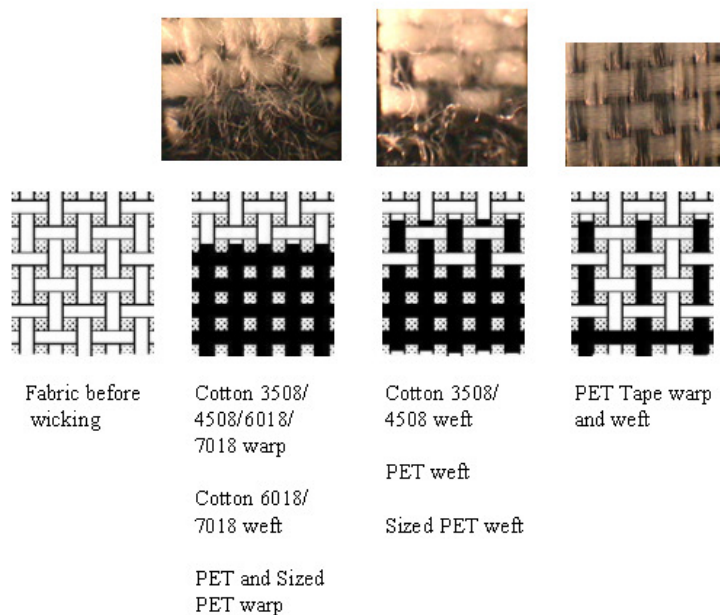 Fabric before
wicking
Cotton 3508/
4508/6018/
7018 warp
Cotton 6018/
7018 weft
PET and Sized
PET warp
Cotton 3508/
4508 weft
PET weft
Sized PET weft
PET Tape warp
and weft